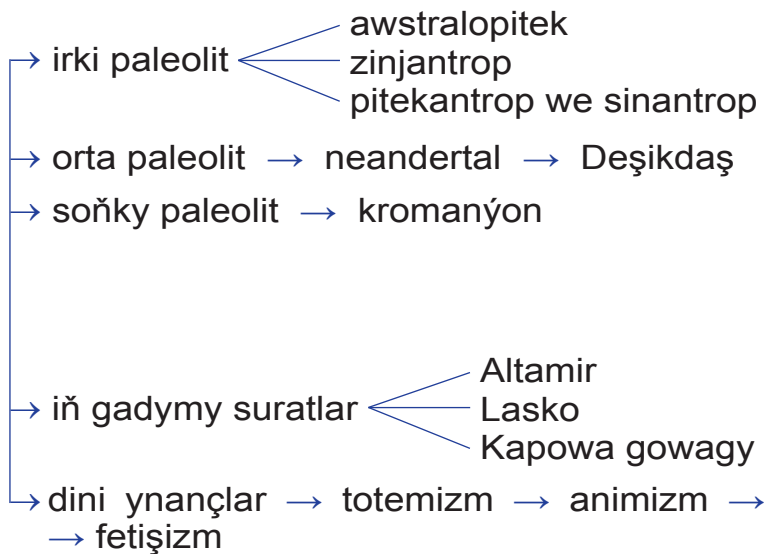 awstralopitek
→ irki paleolit
zinjantrop
pitekantrop we sinantrop
→ orta paleolit → neandertal → Deşikdaş
→ soňky paleolit → kromanýon
Altamir
→ iň gadymy suratlar
Lasko
Kapowa gowagy
→ dini ynançlar → totemizm → animizm →
→ fetişizm